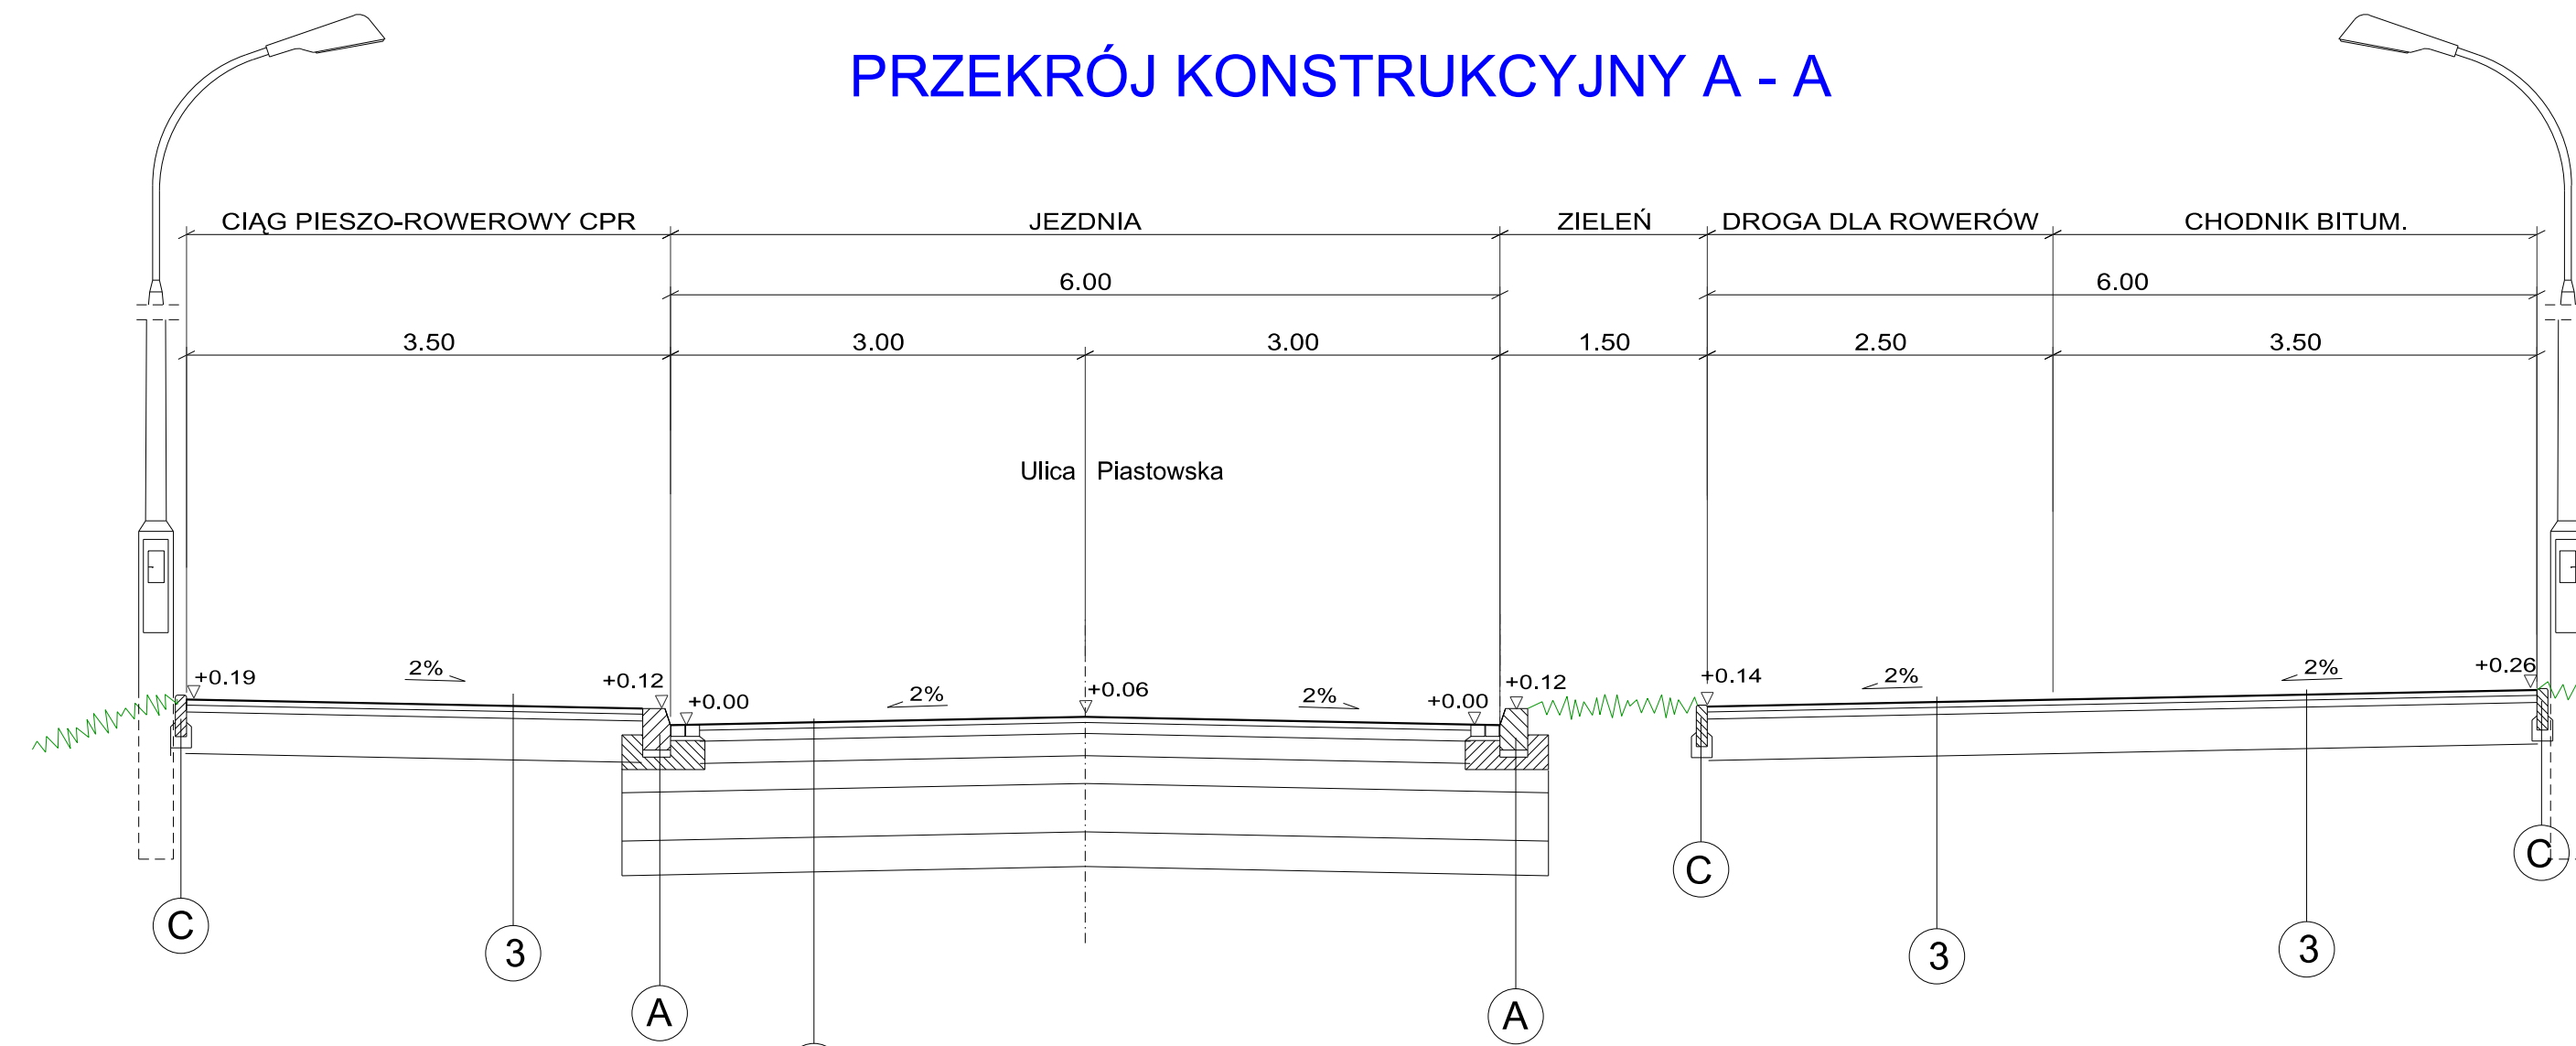 PRZEKRÓJ KONSTRUKCYJNY A - A
CIĄG PIESZO-ROWEROWY CPR JEZDNIA ZIELEŃ DROGA DLA ROWERÓW CHODNIK BITUM.
6.00 6.00
3.50 3.00 3.00 1.50 2.50 3.50
Ulica Piastowska
+0.19 2% +0.12 +0.00 2% +0.06 2% +0.00 +0.12 +0.14 2% 2% +0.26
C 3 A A C 3 3 C